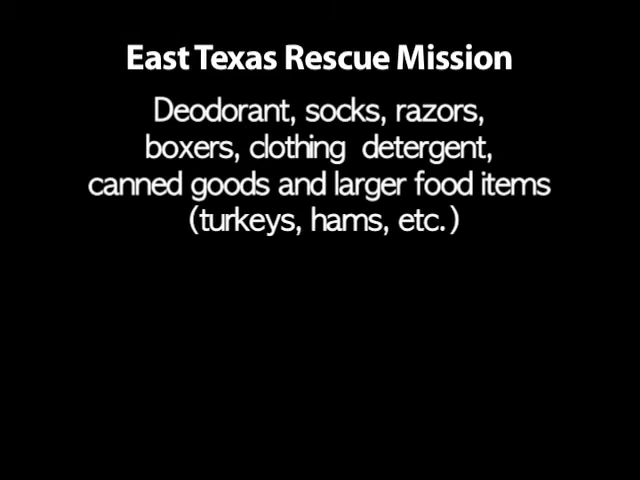 East Texas Rescue Mission
Deodorant, socks, razors,
boxers, clothing  detergent,
canned goods and larger food items
(turkeys, hams, etc.)